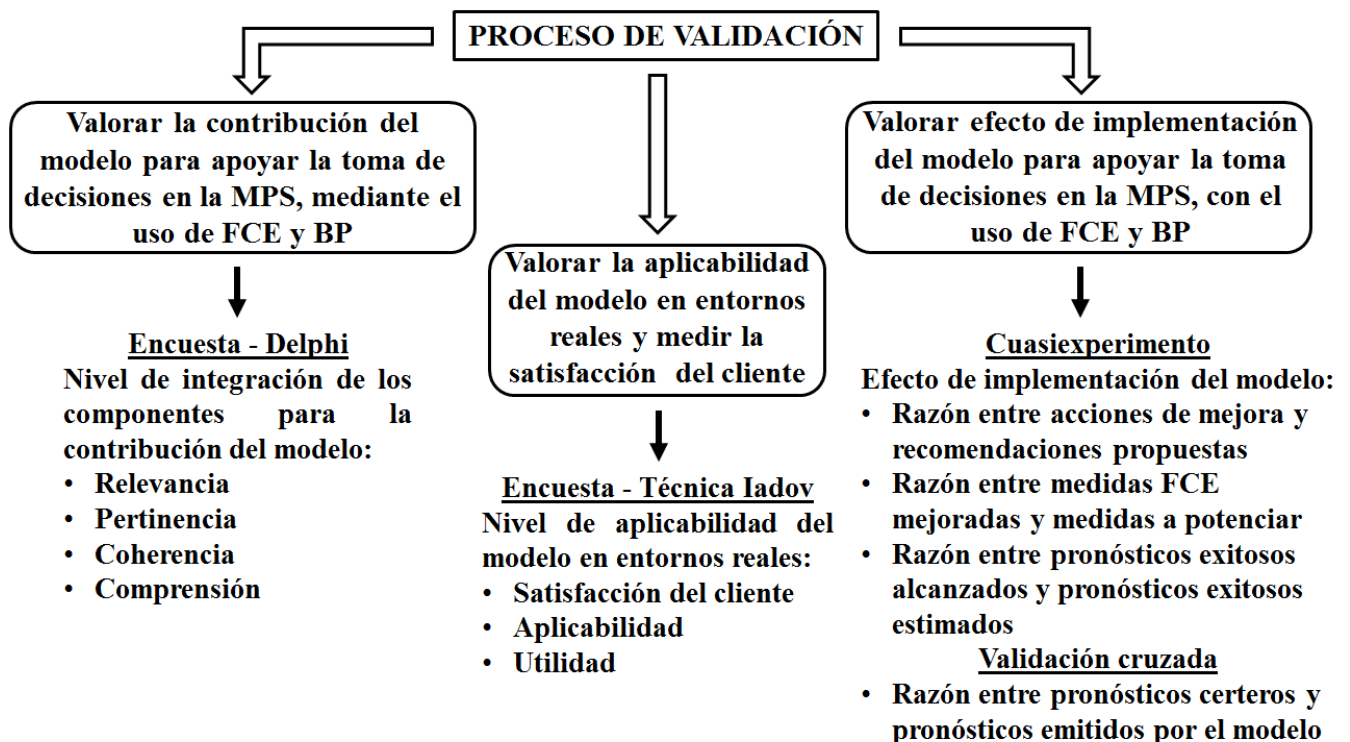 PROCESO DE VALIDACIÓN
Valorar la contribución del
modelo para apoyar la toma de
decisiones en la MPS, mediante el
uso de FCE y BP
Encuesta - Delphi
Nivel de integración de los
componentes para la
contribución del modelo:
• Relevancia
• Pertinencia
• Coherencia
• Comprensión
Valorar la aplicabilidad
del modelo en entornos
reales y medir la
satisfacción del cliente
Encuesta - Técnica Iadov
Nivel de aplicabilidad del
modelo en entornos reales:
• Satisfacción del cliente
• Aplicabilidad
• Utilidad
Valorar efecto de implementación
del modelo para apoyar la toma
de decisiones en la MPS, con el
uso de FCE y BP
Cuasiexperimento
Efecto de implementación del modelo:
• Razón entre acciones de mejora y
recomendaciones propuestas
• Razón entre medidas FCE
mejoradas y medidas a potenciar
• Razón entre pronósticos exitosos
alcanzados y pronósticos exitosos
estimados
Validación cruzada
• Razón entre pronósticos certeros y
pronósticos emitidos por el modelo